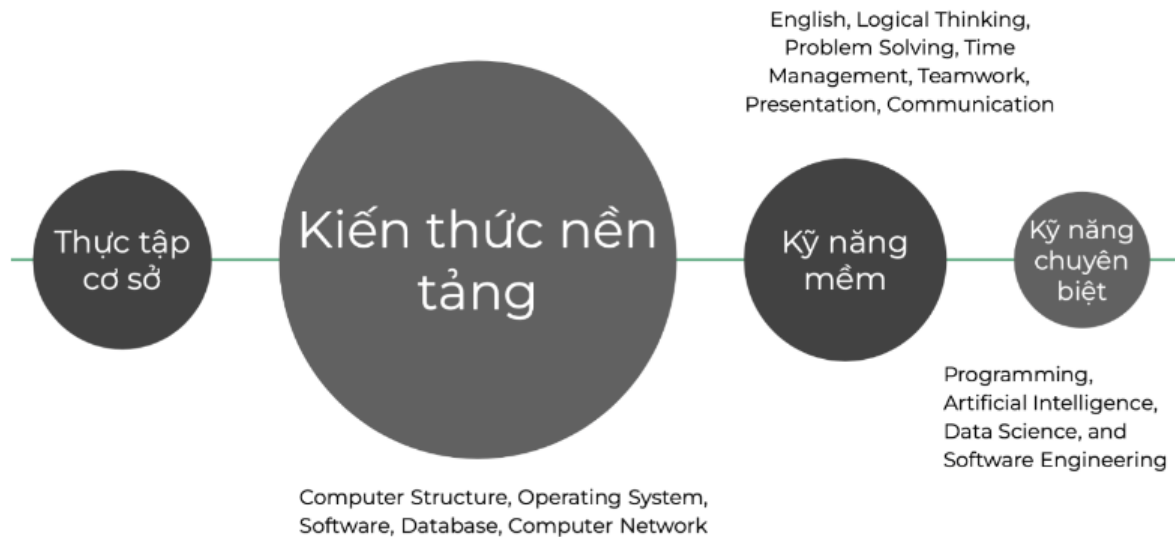 English, Logical Thinking,
Problem Solving, Time
Management, Teamwork,
Presentation, Communication
Thực tập
cơ sở
Kiến thức nền
tảng
Kỹ năng
mềm
Kỹ năng
chuyên
biệt
Programming,
Artificial Intelligence,
Data Science, and
Software Engineering
Computer Structure, Operating System,
Software, Database, Computer Network